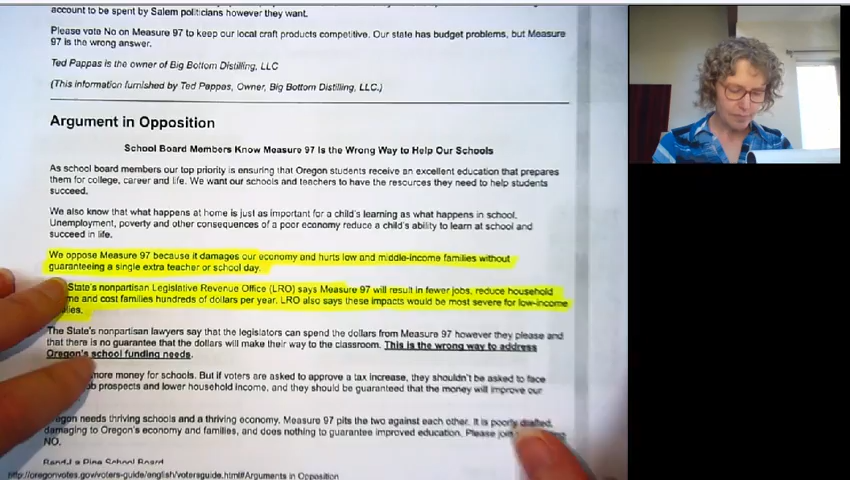 account to be spent by Salem politicians however they want.
Please vote No on Measure 97 to keep our local craft products competitive. Our state has budget problems, but Measure
97 is the wrong answer.
Ted Pappas is the owner of Big Bottom Distilling, LLC
(This information furnished by Ted Pappas, Owner, Big Bottom Distilling, LLC.)
Argument in Opposition
School Board Members Know Measure 97 Is the Wrong Way to Help Our Schools
As school board members our top priority is ensuring that Oregon students receive an excellent education that prepares
them for college, career and life. We want our schools and teachers to have the resources they need to help students
succeed.
We also know that what happens at home is just as important for a child's learning as what happens in school.
Unemployment, poverty and other consequences of a poor economy reduce a child's ability to learn at school and
succeed in life.
We oppose Measure 97 because it damages our economy and hurts low and middle-income families without
guaranteeing a single extra teacher or school day.
State's nonpartisan Legislative Revenue Office (LRO) says Measure 97 will result in fewer jobs, reduce household
me and cost families hundreds of dollars per year. LRO also says these impacts would be most severe for low-income
lies.
The State's nonpartisan lawyers say that the legislators can spend the dollars from Measure 97 however they please and
that there is no guarantee that the dollars will make their way to the classroom. This is the wrong way to address
Oregon's school funding needs.
more money for schools. But if voters are asked to approve a tax increase, they shouldn't be asked to face
b prospects and lower household income, and they should be guaranteed that the money will improve our
egon needs thriving schools and a thriving economy. Measure 97 pits the two against each other. It is poorly drafted,
damaging to Oregon's economy and families, and does nothing to guarantee improved education. Please join
NO.
School Board
http://oregonvotes.gov/voters-guide/english/votersguide.html#Arguments in Opposition